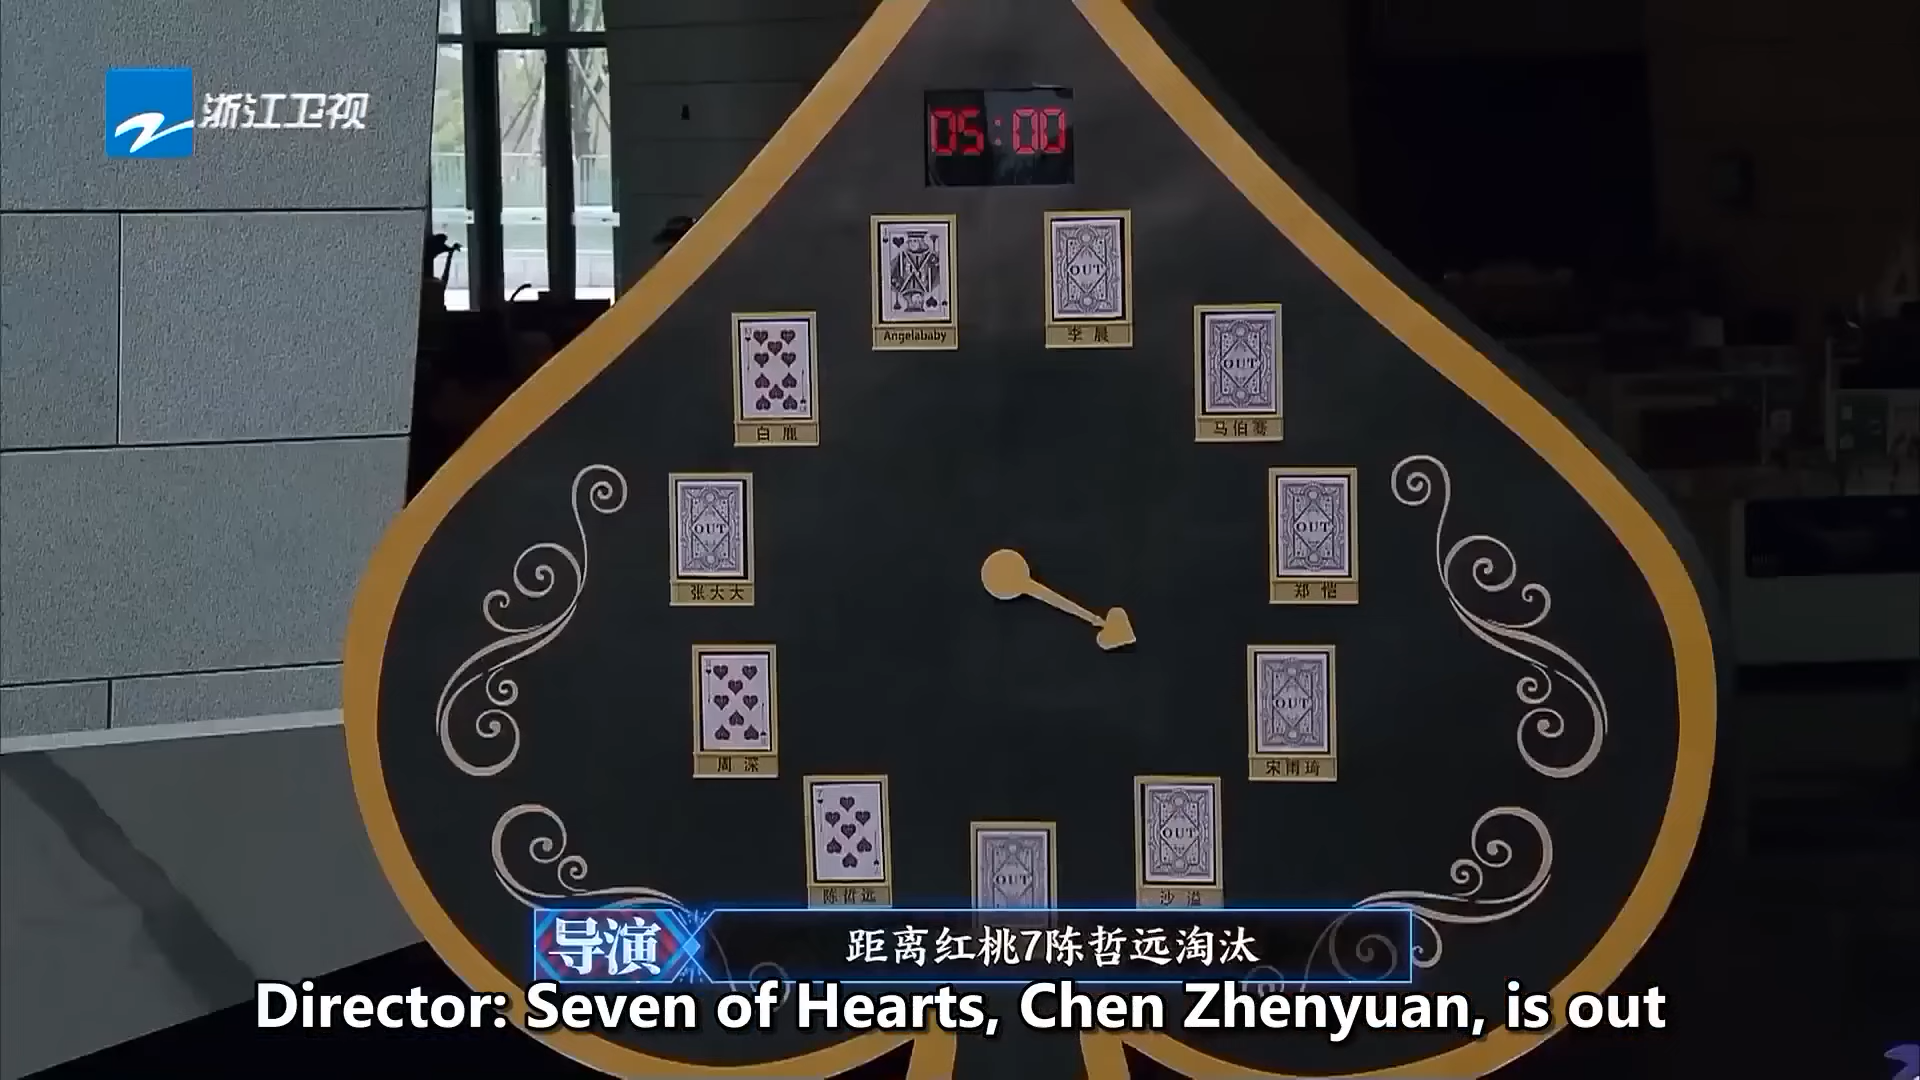 浙江卫视
05:00
Angelababy
OUT
李晨
白鹿
OUT
马伯骞
OUT
张大大
OUT
郑恺
周深
OUT
宋雨琦
7
陈哲远
OUT
OUT
沙溢
导演
距离红桃7陈哲远淘汰
Director: Seven of Hearts, Chen Zhenyuan, is out